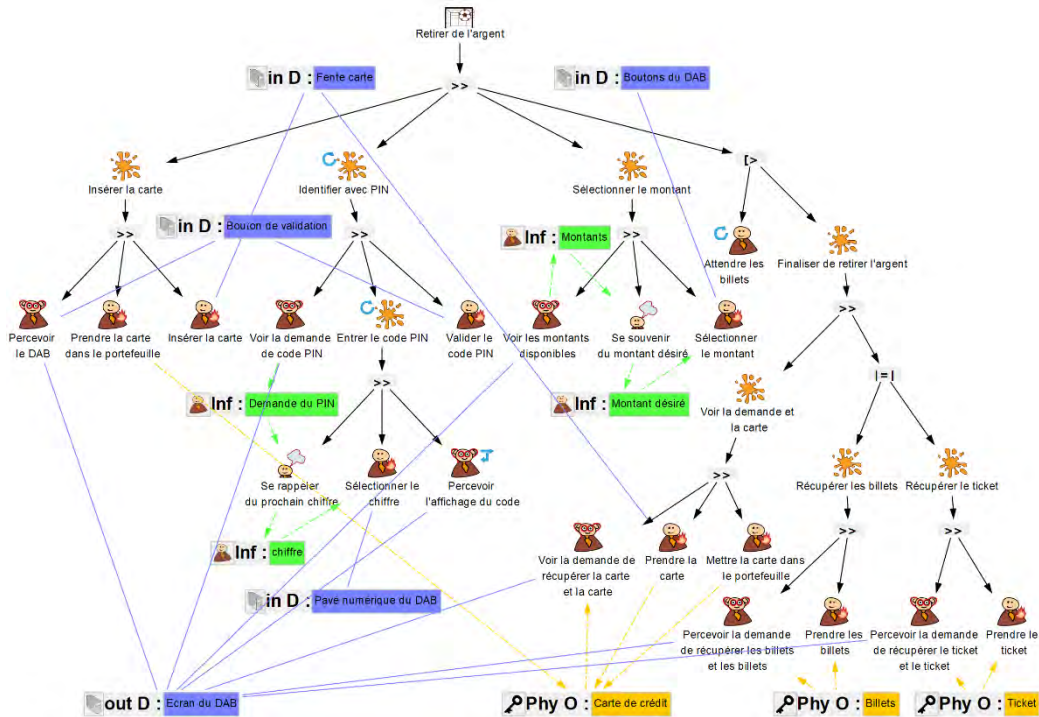 Retirer de l'argent
in D : Fente carte
in D : Boutons du DAB
>>
[>
Insérer la carte
Identifier avec PIN
Sélectionner le montant
>>
in D : Bouton de validation
>>
Inf : Montants
>>
Attendre les
billets
Finaliser de retirer l'argent
>>
Percevoir
le DAB
Prendre la carte
dans le portefeuille
Insérer la carte
Voir la demande
de code PIN
Entrer le code PIN
Valider le
code PIN
Voir les montants
disponibles
Se souvenir
du montant désiré
Sélectionner
le montant
>>
|=|
Inf : Demande du PIN
Inf : Montant désiré
Voir la demande et
la carte
>>
Se rappeler
du prochain chiffre
Sélectionner le
chiffre
Percevoir
l'affichage du code
Récupérer les billets
Récupérer le ticket
>>
>>
Inf : chiffre
Voir la demande de
récupérer la carte
et la carte
Prendre la
carte
Mettre la carte dans
le portefeuille
in D : Pavé numérique du DAB
Percevoir la demande
de récupérer les billets
et les billets
Prendre les
billets
Percevoir la demande
de récupérer le ticket
et le ticket
Prendre le
ticket
out D : Ecran du DAB
Phy O : Carte de crédit
Phy O : Billets
Phy O : Ticket